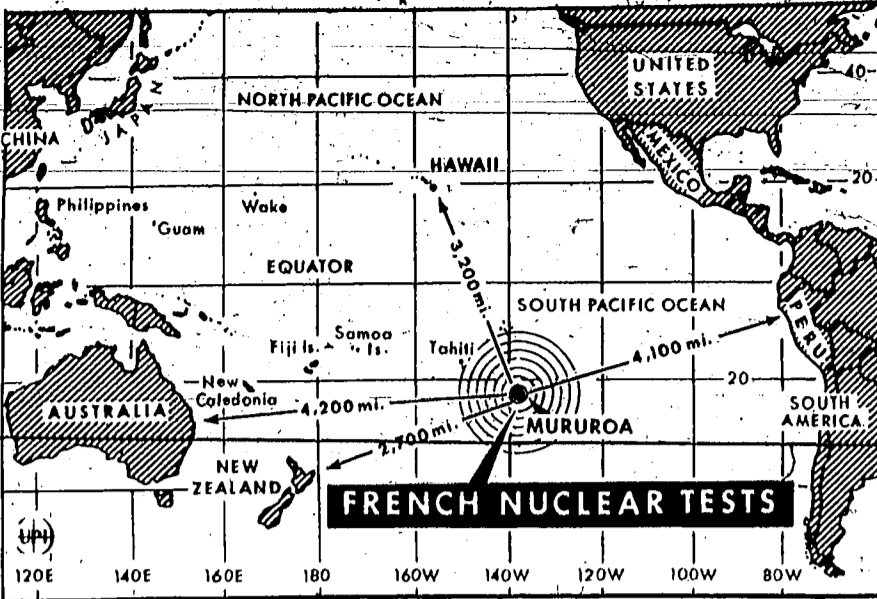 UNITED
STATES
40
NORTH PACIFIC OCEAN
JAPAN
CHINA
MEXICO
HAWAII
20
Philippines
Wake
Guam
3,200 mi.
EQUATOR
SOUTH PACIFIC OCEAN
PERU
Samoa
Is.
Fiji Is.
Tahiti
4,100 mi.
New
Caledonia
20
AUSTRALIA
4,200 mi.
SOUTH
AMERICA
MURUROA
2,700 mi.
NEW
ZEALAND
FRENCH NUCLEAR TESTS
(UPI)
120E 140E 160E 180 160W 140W 120W 100W 80W